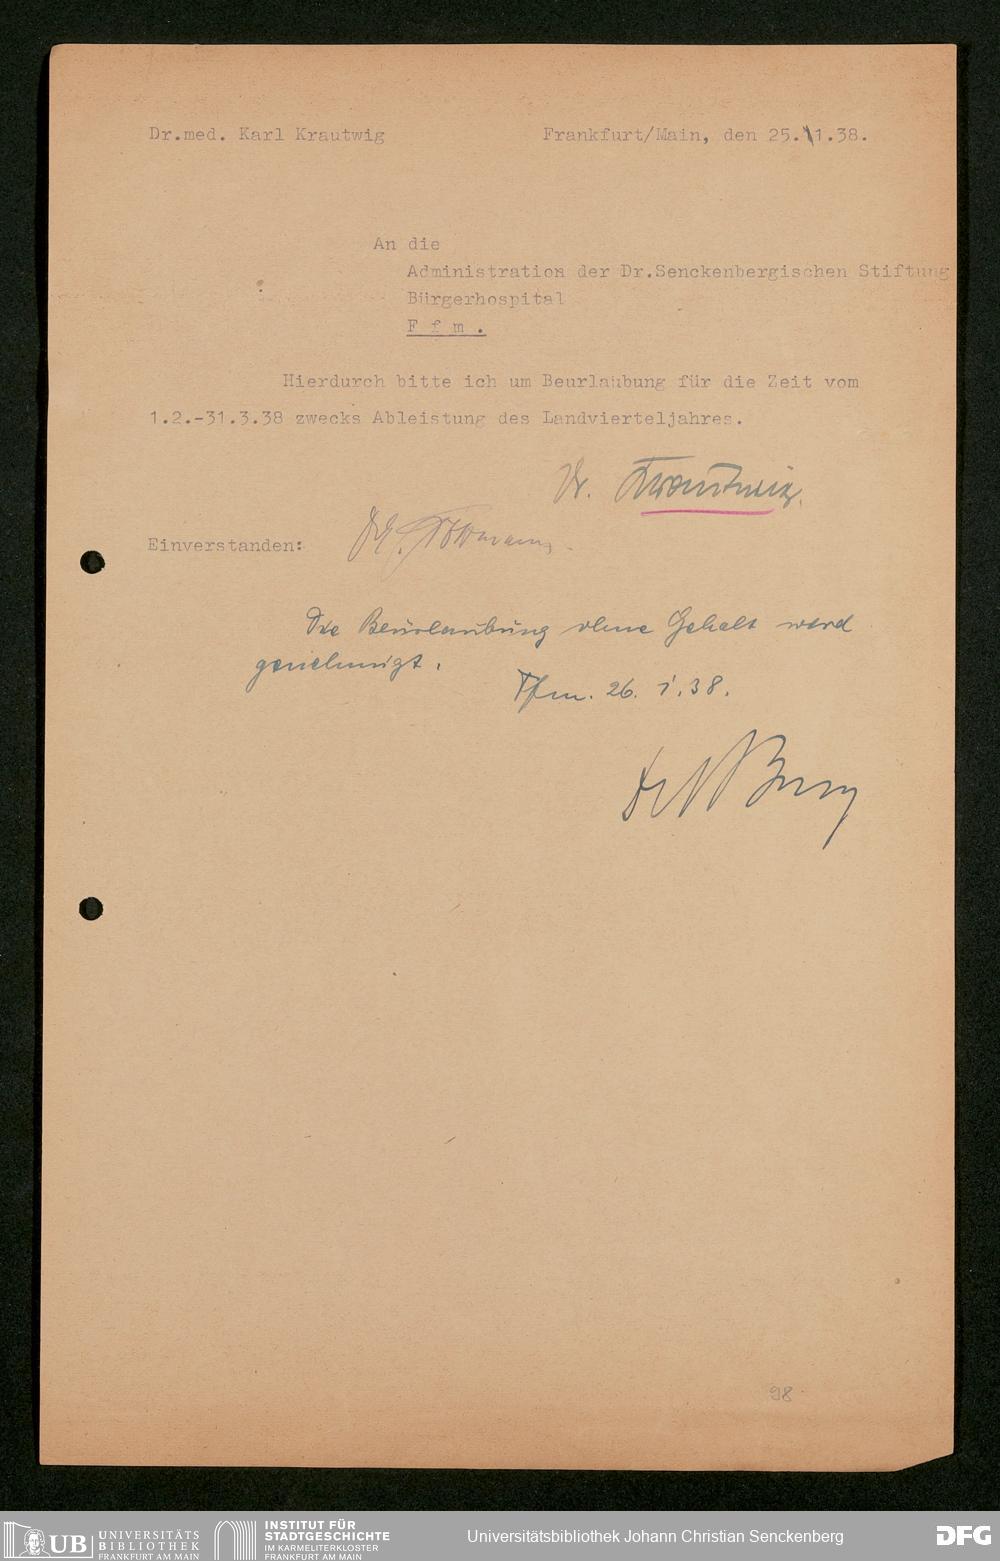 Dr.med. Karl Krautwig Frankfurt/Main, den 25.1.38.
An die
Administration der Dr.Senckenbergischen Stiftung
Bürgerhospital
F f m .
Hierdurch bitte ich um Beurlaubung für die Zeit vom
1.2.-31.3.38 zwecks Ableistung des Landvierteljahres.
Dr. Krautwig.
Einverstanden:
Die Beurlaubung ohne Gehalt wird
genehmigt.
Ffm. 26. 1. 38.
98
UB UNIVERSITÄTS
BIBLIOTHEK
FRANKFURT AM MAIN
INSTITUT FÜR
STADTGESCHICHTE
IM KARMELITERKLOSTER
FRANKFURT AM MAIN
Universitätsbibliothek Johann Christian Senckenberg
DFG